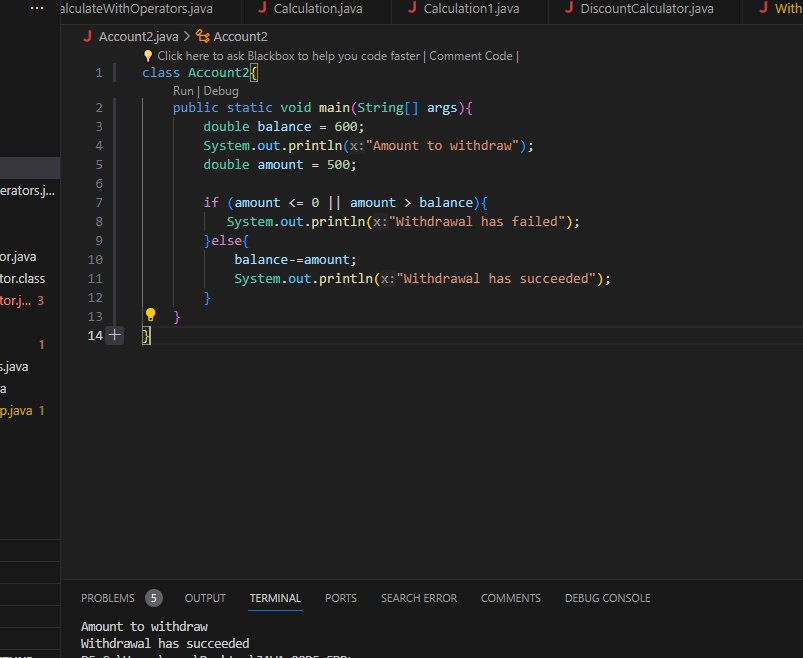 ··· alculateWithOperators.java Calculation.java Calculation1.java DiscountCalculator.java With
J Account2.java > Account2
Click here to ask Blackbox to help you code faster | Comment Code |
1 class Account2{
Run | Debug
2 public static void main(String[] args){
3 double balance = 600;
4 System.out.println(x:"Amount to withdraw");
5 double amount = 500;
6
7 if (amount <= 0 || amount > balance){
8 System.out.println(x:"Withdrawal has failed");
9 }else{
10 balance-=amount;
11 System.out.println(x:"Withdrawal has succeeded");
12 }
13 }
14 }
erators.j...
or.java
tor.class
tor.j... 3
1
s.java
a
p.java 1
PROBLEMS 5 OUTPUT TERMINAL PORTS SEARCH ERROR COMMENTS DEBUG CONSOLE
Amount to withdraw
Withdrawal has succeeded